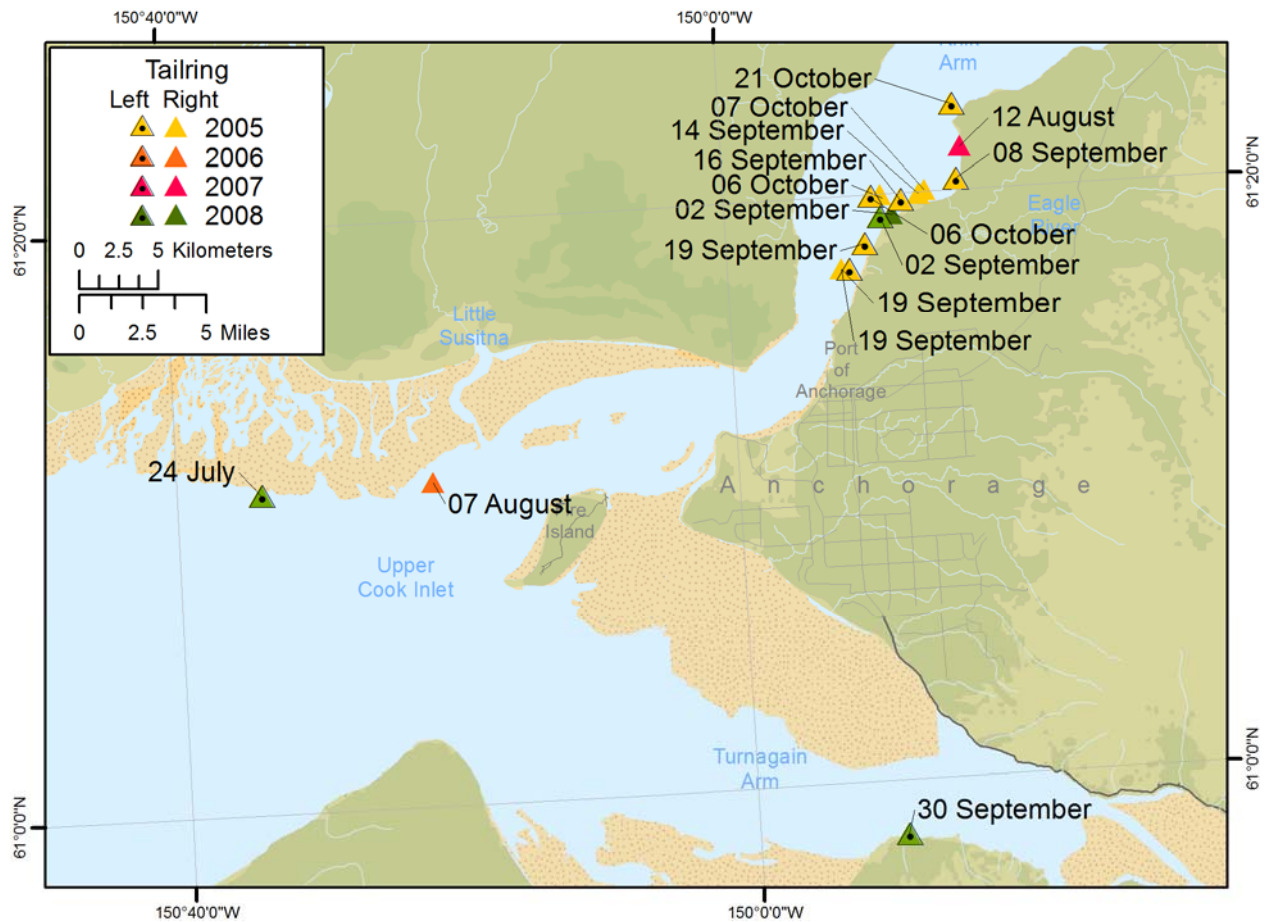 150°40'0"W
150°0'0"W
Tailring
Left Right
2005
2006
2007
2008
0 2.5 5 Kilometers
0 2.5 5 Miles
Arm
21 October
07 October
14 September
16 September
06 October
02 September
19 September
12 August
08 September
Eagle
River
06 October
02 September
19 September
19 September
61°20'0"N
61°20'0"N
Little
Susitna
Port
of
Anchorage
Anchorage
24 July
07 August
Island
Upper
Cook Inlet
Turnagain
Arm
30 September
61°0'0"N
61°0'0"N
150°40'0"W
150°0'0"W